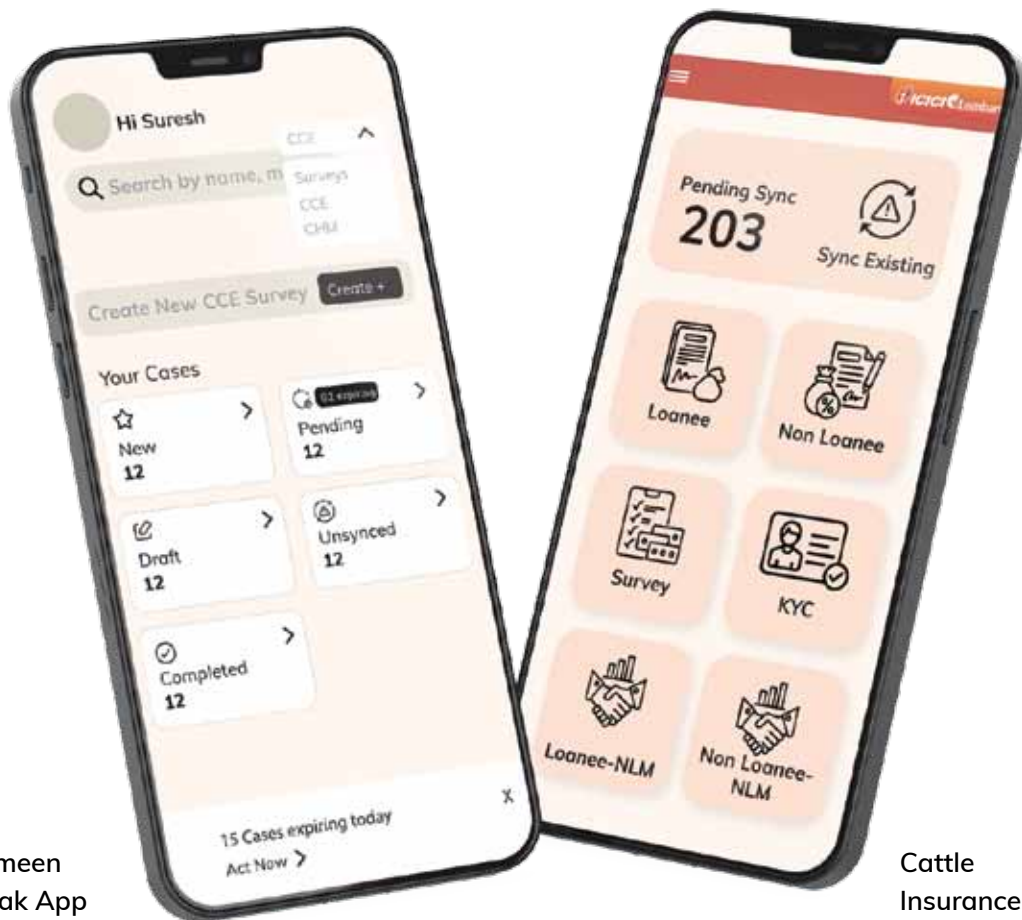 Hi Suresh
CCE
Search by name, m
Surveys
CCE
CHM
Create New CCE Survey
Create +
Your Cases
New
12
Pending
12
Draft
12
Unsynced
12
Completed
12
15 Cases expiring today
X
Act Now
ICICI Lombar
Pending Sync
203
Sync Existing
Loanee
Non Loanee
Survey
KYC
Loanee-NLM
Non Loanee-
NLM
meen
ak App
Cattle
Insurance